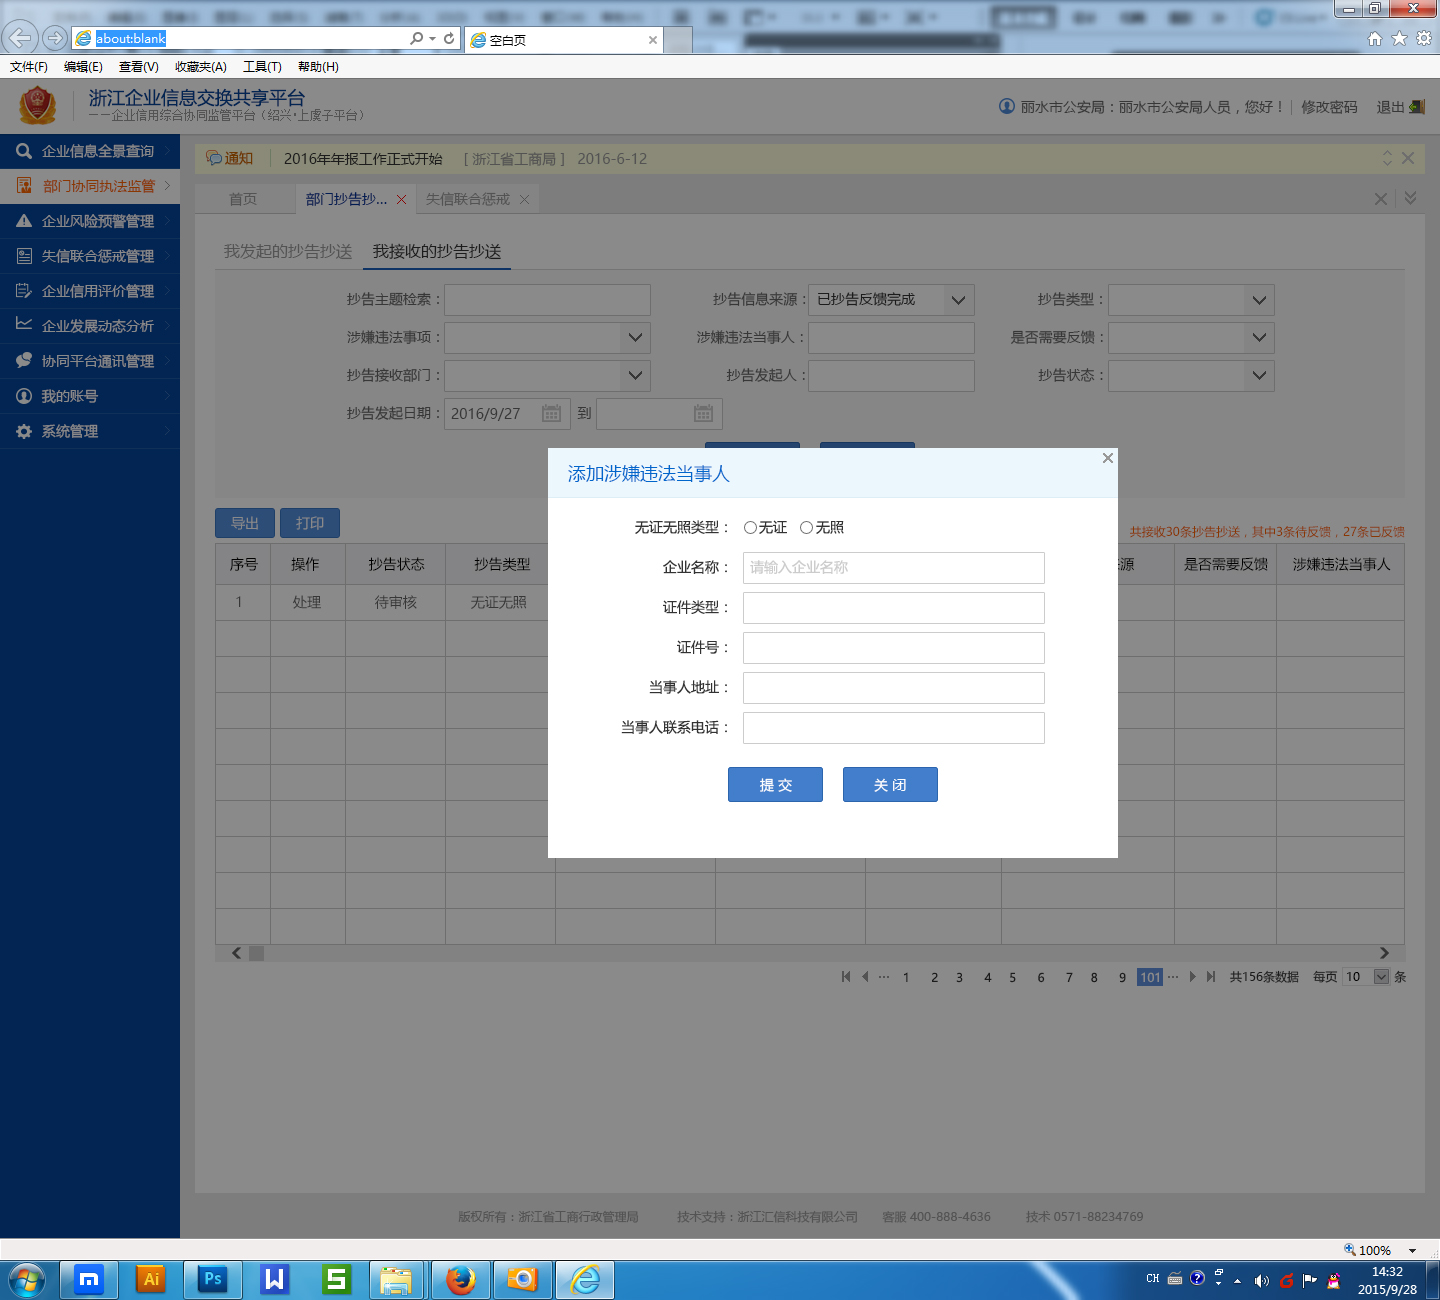 about:blank
空白页
文件(F) 编辑(E) 查看(V) 收藏夹(A) 工具(T) 帮助(H)
浙江企业信息交换共享平台
——企业信用综合协同监管平台（绍兴·上虞子平台）
丽水市公安局：丽水市公安局人员，您好！ 修改密码 退出
企业信息全景查询
部门协同执法监管
企业风险预警管理
失信联合惩戒管理
企业信用评价管理
企业发展动态分析
协同平台通讯管理
我的账号
系统管理
通知 2016年年报工作正式开始 [ 浙江省工商局 ] 2016-6-12
首页 部门抄告抄... 失信联合惩戒
我发起的抄告抄送 我接收的抄告抄送
抄告主题检索： 抄告信息来源： 已抄告反馈完成 抄告类型：
涉嫌违法事项： 涉嫌违法当事人： 是否需要反馈：
抄告接收部门： 抄告发起人： 抄告状态：
抄告发起日期： 2016/9/27 到
导出 打印
共接收30条抄告抄送，其中3条待反馈，27条已反馈
序号 操作 抄告状态 抄告类型 源 是否需要反馈 涉嫌违法当事人
1 处理 待审核 无证无照
添加涉嫌违法当事人
无证无照类型： 无证 无照
企业名称： 请输入企业名称
证件类型：
证件号：
当事人地址：
当事人联系电话：
提 交 关 闭
··· 1 2 3 4 5 6 7 8 9 101 ··· 共156条数据 每页 10 条
版权所有：浙江省工商行政管理局 技术支持：浙江汇信科技有限公司 客服 400-888-4636 技术 0571-88234769
100%
m Ai Ps W S CH 14:32
2015/9/28